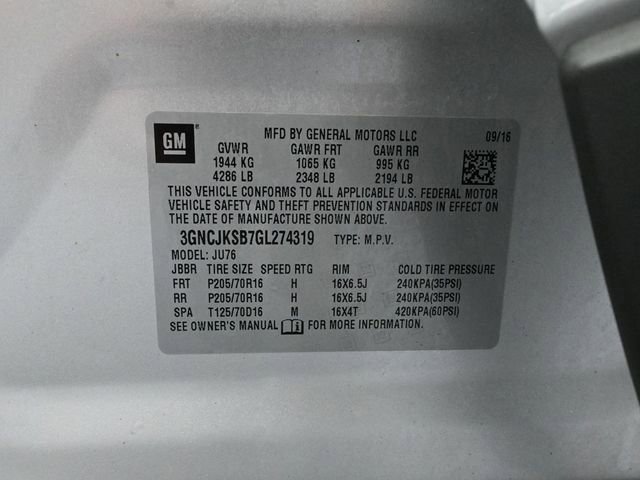 GM ®
MFD BY GENERAL MOTORS LLC 09/16
GVWR GAWR FRT GAWR RR
1944 KG 1065 KG 995 KG
4286 LB 2348 LB 2194 LB
THIS VEHICLE CONFORMS TO ALL APPLICABLE U.S. FEDERAL MOTOR
VEHICLE SAFETY AND THEFT PREVENTION STANDARDS IN EFFECT ON
THE DATE OF MANUFACTURE SHOWN ABOVE.
3GNCJKSB7GL274319 TYPE: M.P.V.
MODEL: JU76
JBBR TIRE SIZE SPEED RTG RIM COLD TIRE PRESSURE
FRT P205/70R16 H 16X6.5J 240KPA(35PSI)
RR P205/70R16 H 16X6.5J 240KPA(35PSI)
SPA T125/70D16 M 16X4T 420KPA(60PSI)
SEE OWNER'S MANUAL FOR MORE INFORMATION.